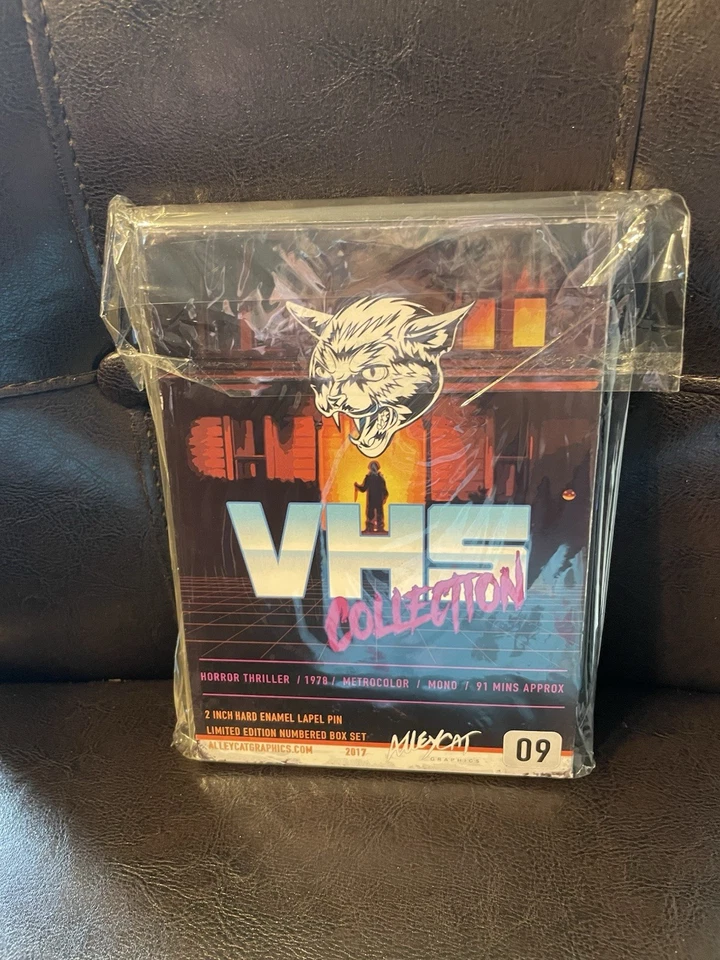 VHS
COLLECTION
HORROR THRILLER / 1978 / METROCOLOR / MONO / 91 MINS APPROX
2 INCH HARD ENAMEL LAPEL PIN
LIMITED EDITION NUMBERED BOX SET
ALLEYCATGRAPHICS.COM 2017 ALLEYCAT
GRAPHICS
09